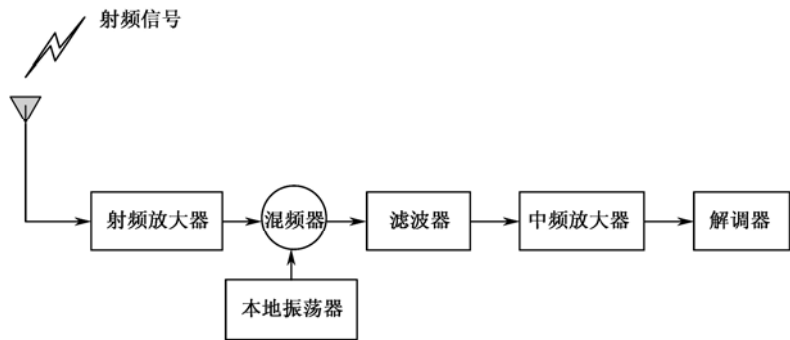 射频信号
射频放大器
混频器
滤波器
中频放大器
解调器
本地振荡器